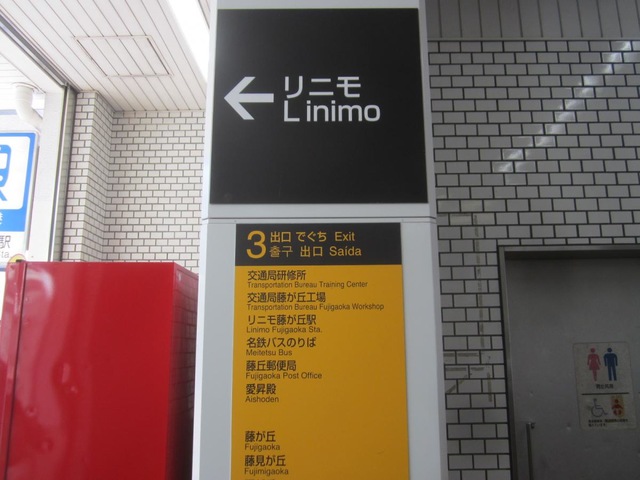 リニモ
Linimo
3 出口 でぐち Exit
출구 出口 Saída
交通局研修所
Transportation Bureau Training Center
交通局藤が丘工場
Transportation Bureau Fujigaoka Workshop
リニモ藤が丘駅
Linimo Fujigaoka Sta.
名鉄バスのりば
Meitetsu Bus
藤丘郵便局
Fujigaoka Post Office
愛昇殿
Aishoden
藤が丘
Fujigaoka
藤見が丘
Fujimigaoka
駅